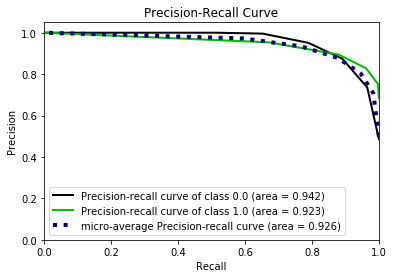 Precision-Recall Curve
Precision
1.0
0.8
0.6
0.4
0.2
0.0
Precision-recall curve of class 0.0 (area = 0.942)
Precision-recall curve of class 1.0 (area = 0.923)
micro-average Precision-recall curve (area = 0.926)
0.0 0.2 0.4 0.6 0.8 1.0
Recall